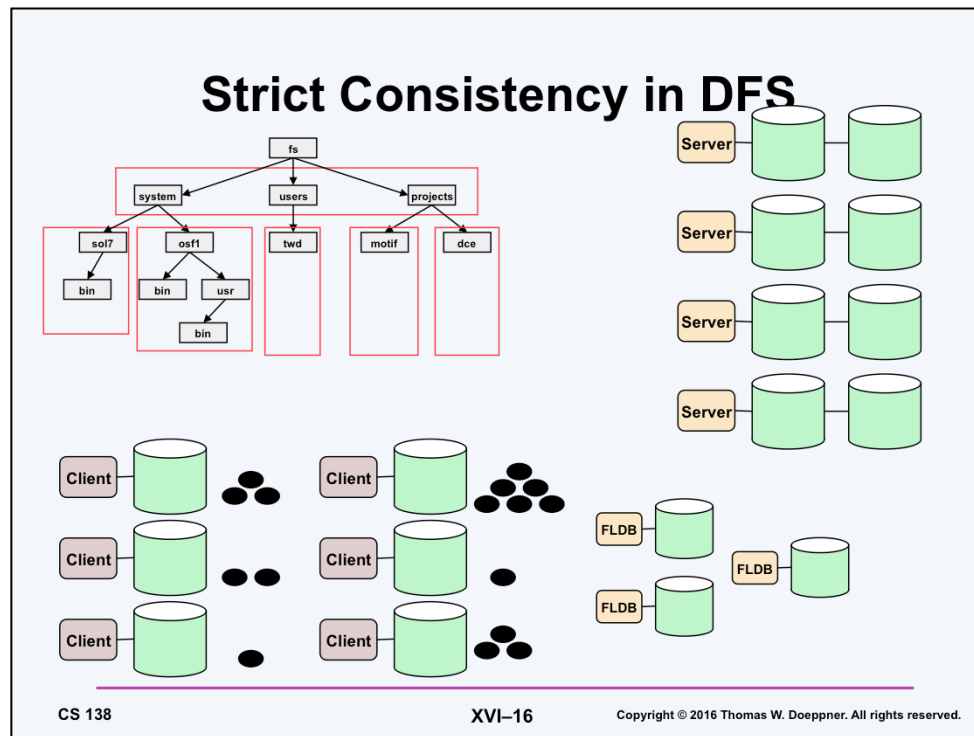 Strict Consistency in DFS
fs
system users projects
sol7 osf1 twd motif dce
bin bin usr
bin
Server
Server
Server
Server
Client Client
Client Client
Client Client
FLDB
FLDB
FLDB
CS 138 XVI–16 Copyright © 2016 Thomas W. Doeppner. All rights reserved.